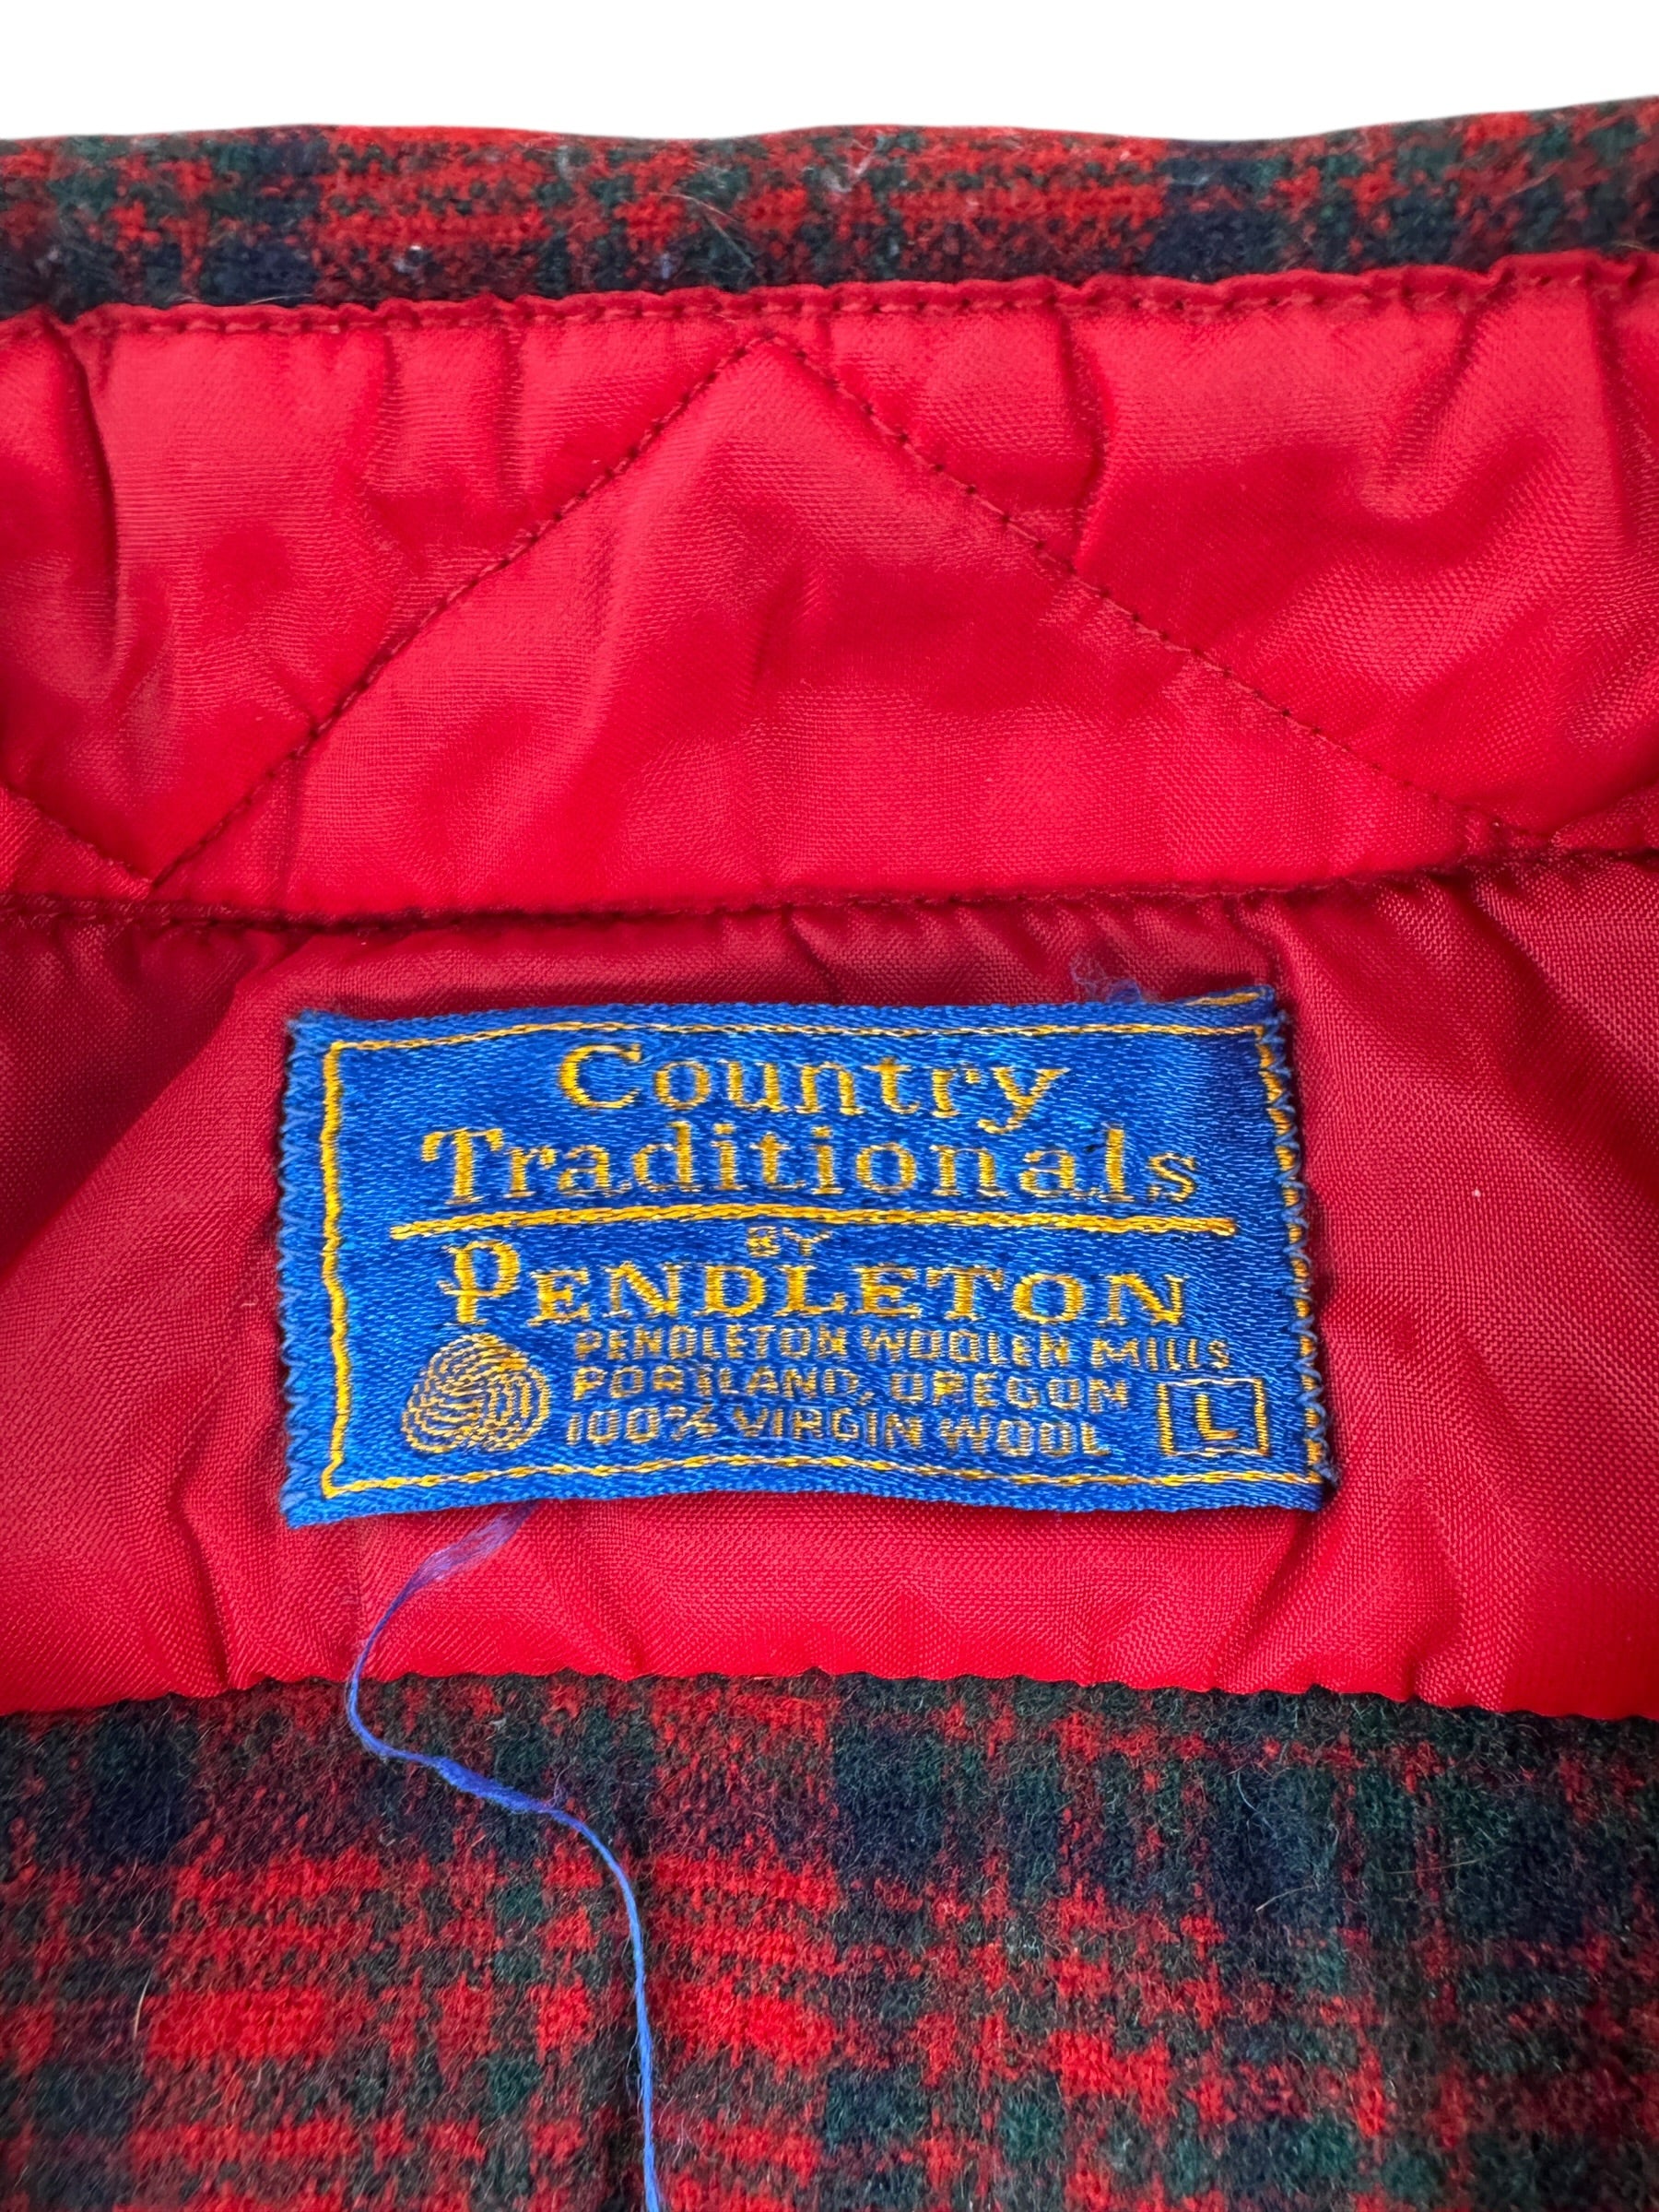 Country
Traditionals
BY
PENDLETON
PENDLETON WOOLEN MILLS
PORTLAND, OREGON
100% VIRGIN WOOL
L